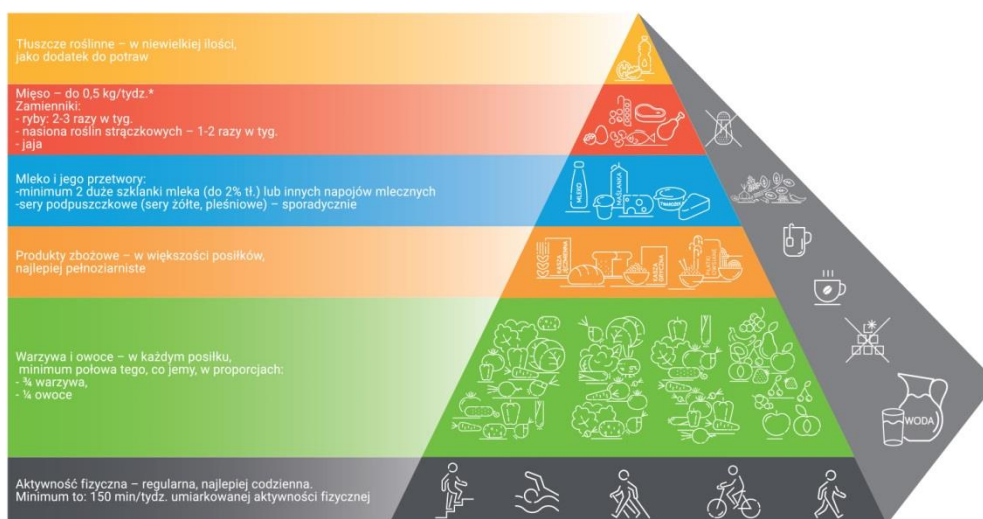 Tłuszcze roślinne – w niewielkiej ilości,
jako dodatek do potraw
Mięso – do 0,5 kg/tydz.*
Zamienniki:
- ryby: 2-3 razy w tyg.
- nasiona roślin strączkowych – 1-2 razy w tyg.
- jaja
Mleko i jego przetwory:
-minimum 2 duże szklanki mleka (do 2% tł.) lub innych napojów mlecznych
-sery podpuszczkowe (sery żółte, pleśniowe) – sporadycznie
MLEKO
MAŚLANKA
TWARÓG
Produkty zbożowe – w większości posiłków,
najlepiej pełnoziarniste
KASZA
JĘCZMIENNA
KASZA
GRYCZNA
PŁATKI
OWSIANE
Warzywa i owoce – w każdym posiłku,
minimum połowa tego, co jemy, w proporcjach:
- ¾ warzywa,
- ¼ owoce
WODA
Aktywność fizyczna – regularna, najlepiej codzienna.
Minimum to: 150 min/tydz. umiarkowanej aktywności fizycznej